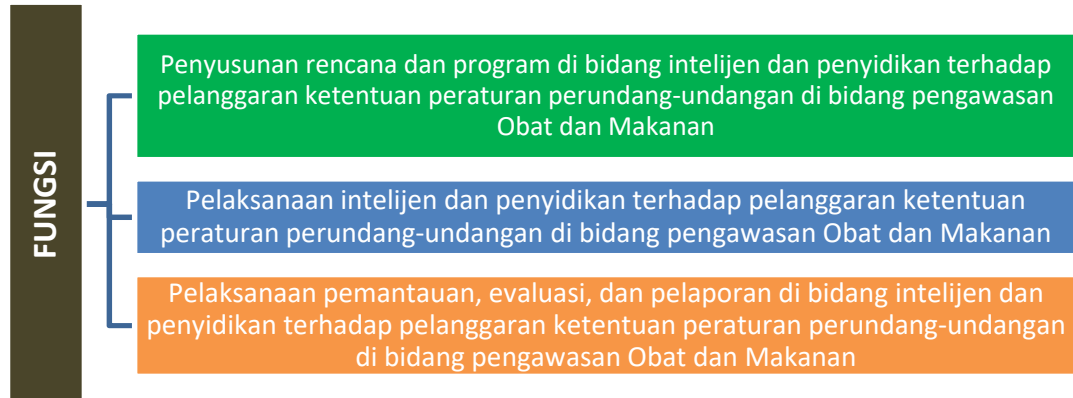 FUNGSI
Penyusunan rencana dan program di bidang intelijen dan penyidikan terhadap
pelanggaran ketentuan peraturan perundang-undangan di bidang pengawasan
Obat dan Makanan
Pelaksanaan intelijen dan penyidikan terhadap pelanggaran ketentuan
peraturan perundang-undangan di bidang pengawasan Obat dan Makanan
Pelaksanaan pemantauan, evaluasi, dan pelaporan di bidang intelijen dan
penyidikan terhadap pelanggaran ketentuan peraturan perundang-undangan
di bidang pengawasan Obat dan Makanan